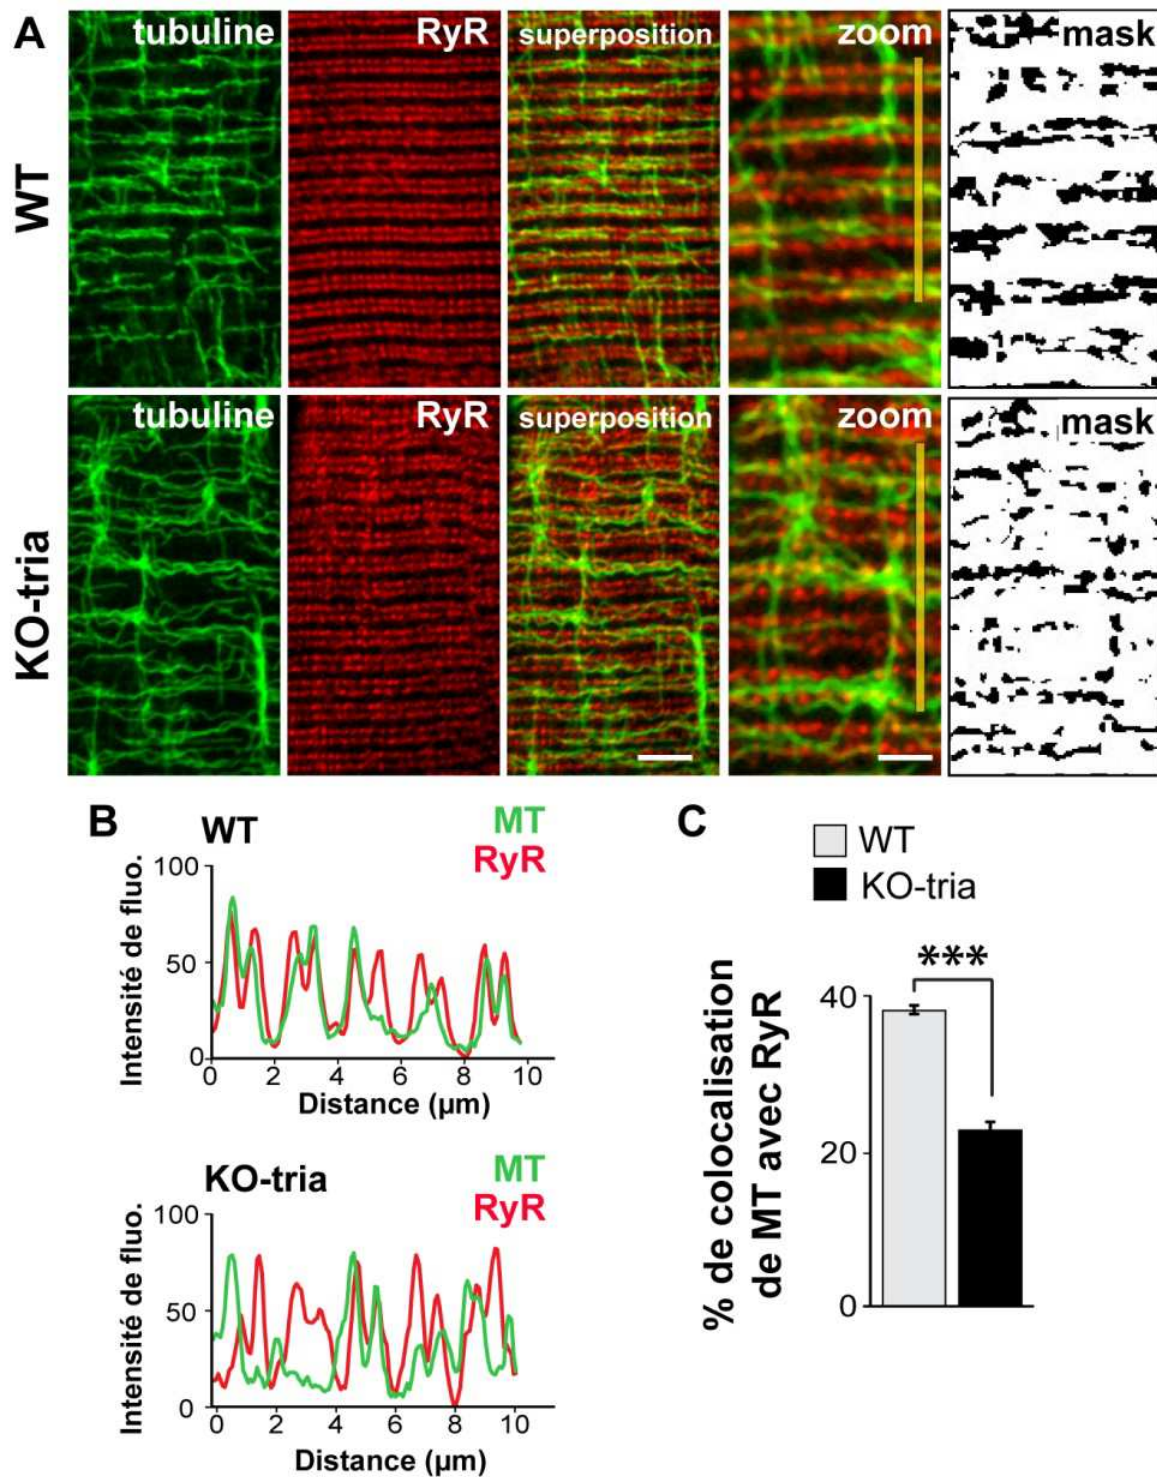 A
tubuline
RyR
superposition
zoom
mask
WT
tubuline
RyR
superposition
zoom
mask
KO-tria
B
WT
MT
RyR
Intensité de fluo.
100
50
0
0 2 4 6 8 10
Distance (µm)
KO-tria
MT
RyR
Intensité de fluo.
100
50
0
0 2 4 6 8 10
Distance (µm)
C
WT
KO-tria
***
% de colocalisation
de MT avec RyR
40
20
0